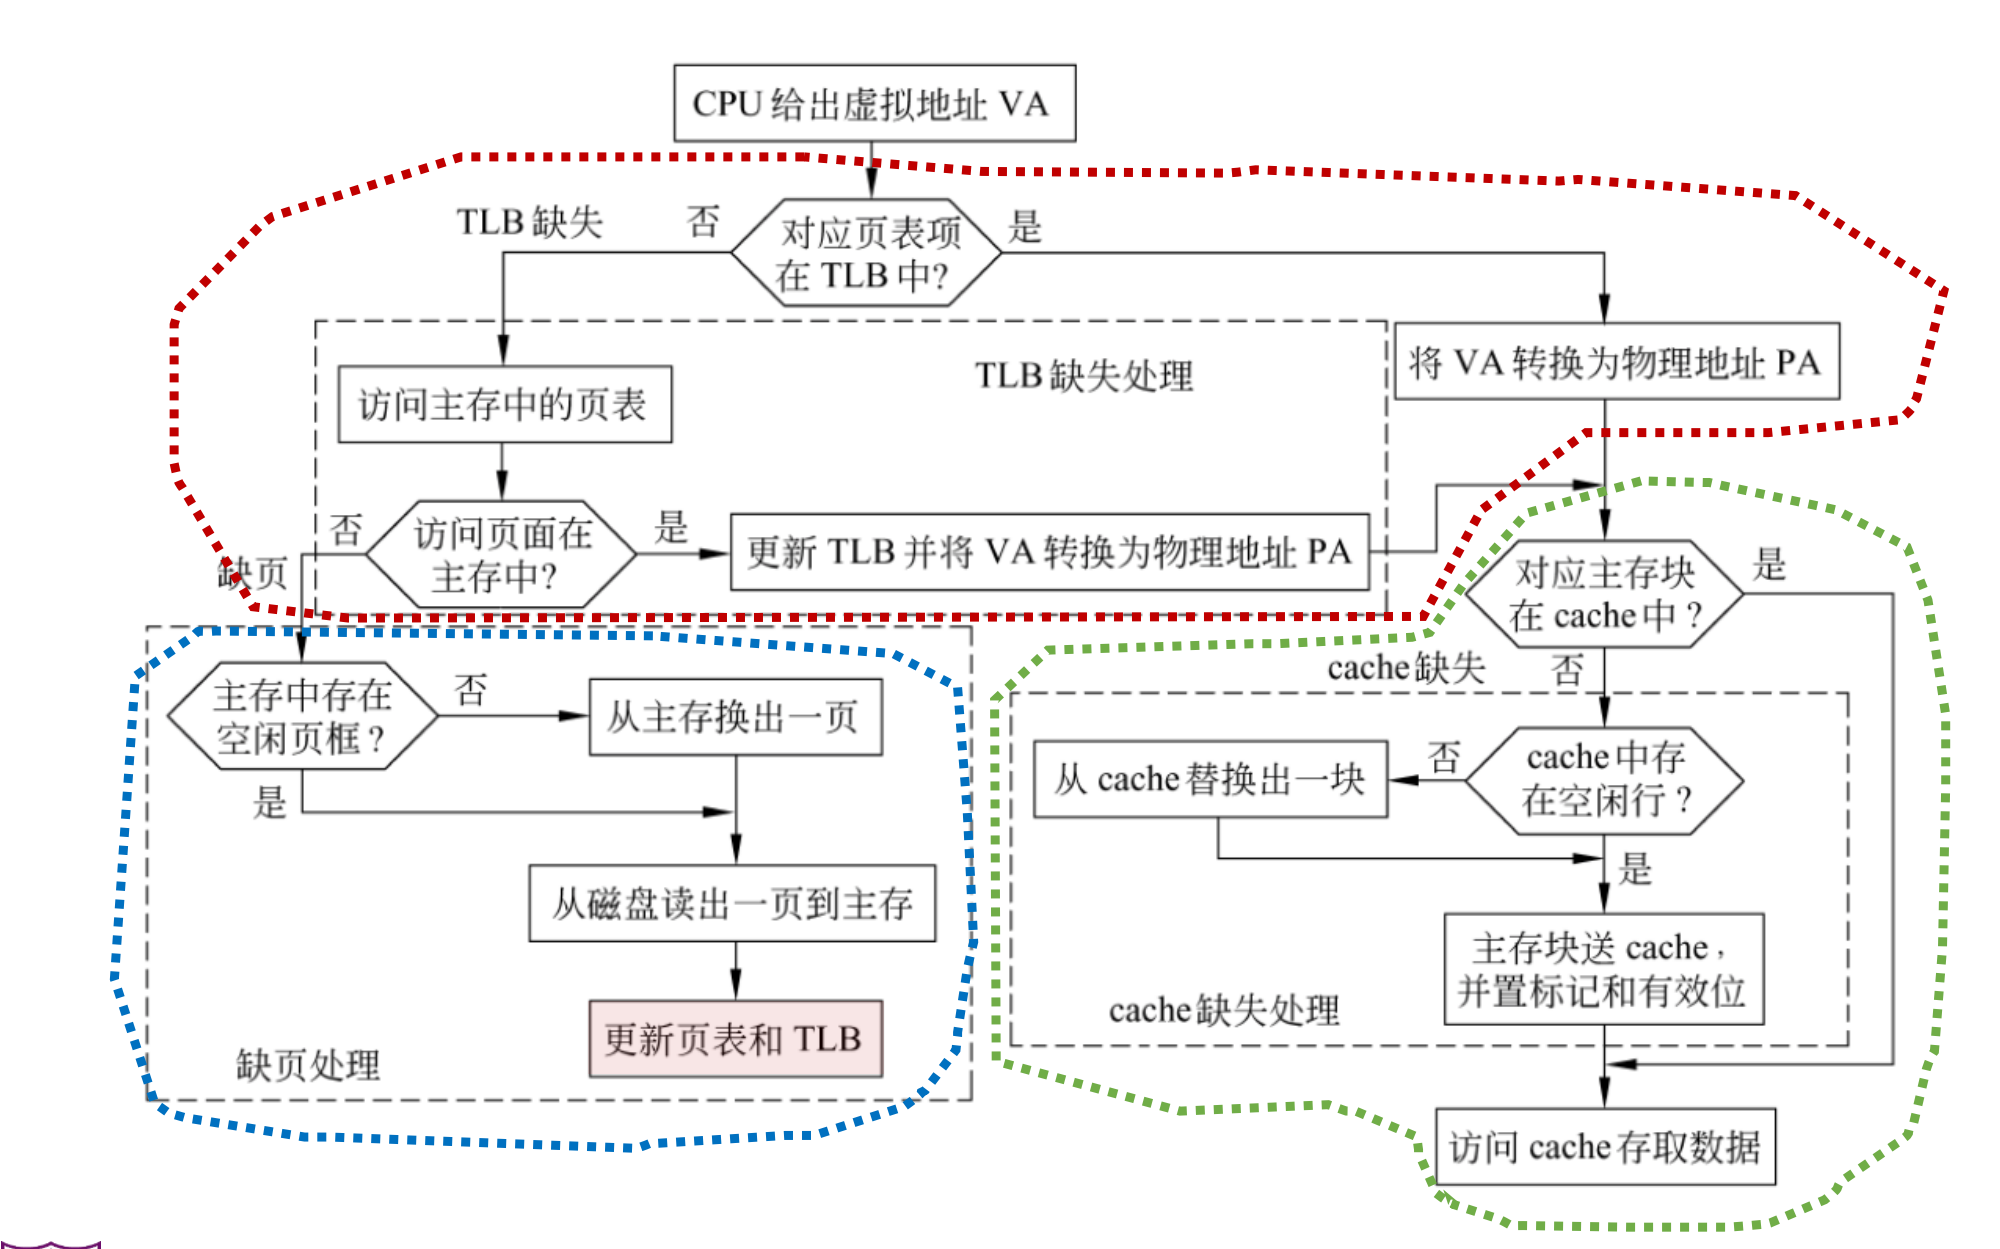 CPU 给出虚拟地址 VA
TLB 缺失
否
对应页表项
在 TLB 中?
是
将 VA 转换为物理地址 PA
TLB 缺失处理
访问主存中的页表
否
访问页面在
主存中?
是
更新 TLB 并将 VA 转换为物理地址 PA
缺页
对应主存块
在 cache 中?
是
cache 缺失
否
主存中存在
空闲页框?
否
从主存换出一页
是
从 cache 替换出一块
否
cache 中存
在空闲行?
是
从磁盘读出一页到主存
主存块送 cache,
并置标记和有效位
cache 缺失处理
更新页表和 TLB
缺页处理
访问 cache 存取数据